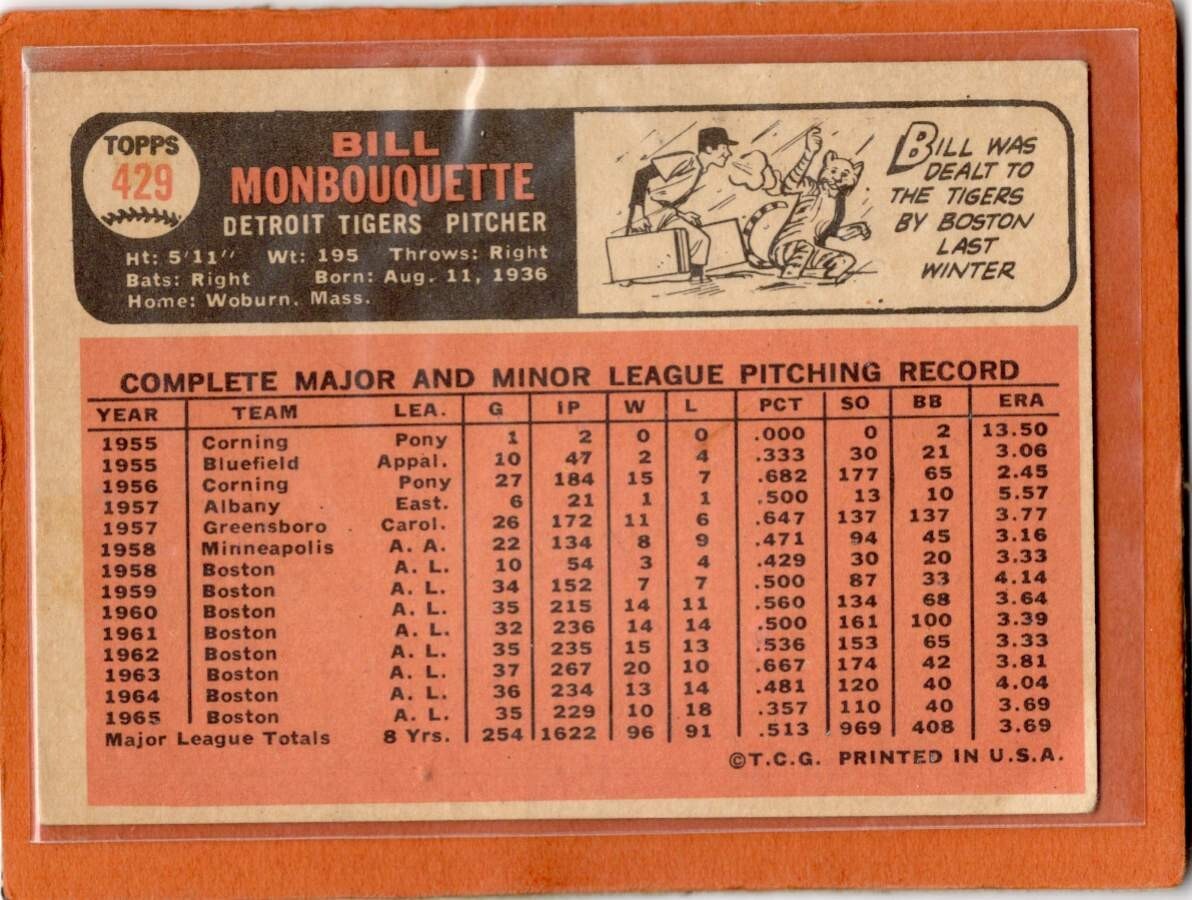 TOPPS
429
BILL
MONBOUQUETTE
DETROIT TIGERS PITCHER
Ht: 5'11" Wt: 195 Throws: Right
Bats: Right Born: Aug. 11, 1936
Home: Woburn, Mass.
BILL WAS
DEALT TO
THE TIGERS
BY BOSTON
LAST
WINTER
COMPLETE MAJOR AND MINOR LEAGUE PITCHING RECORD
YEAR TEAM LEA. G IP W L PCT SO BB ERA
1955 Corning Pony 1 2 0 0 .000 0 2 13.50
1955 Bluefield Appal. 10 47 2 4 .333 30 21 3.06
1956 Corning Pony 27 184 15 7 .682 177 65 2.45
1957 Albany East. 6 21 1 1 .500 13 10 5.57
1957 Greensboro Carol. 26 172 11 6 .647 137 137 3.77
1958 Minneapolis A. A. 22 134 8 9 .471 94 45 3.16
1958 Boston A. L. 10 54 3 4 .429 30 20 3.33
1959 Boston A. L. 34 152 7 7 .500 87 33 4.14
1960 Boston A. L. 35 215 14 11 .560 134 68 3.64
1961 Boston A. L. 32 236 14 14 .500 161 100 3.39
1962 Boston A. L. 35 235 15 13 .536 153 65 3.33
1963 Boston A. L. 37 267 20 10 .667 174 42 3.81
1964 Boston A. L. 36 234 13 14 .481 120 40 4.04
1965 Boston A. L. 35 229 10 18 .357 110 40 3.69
Major League Totals 8 Yrs. 254 1622 96 91 .513 969 408 3.69
©T.C.G. PRINTED IN U.S.A.